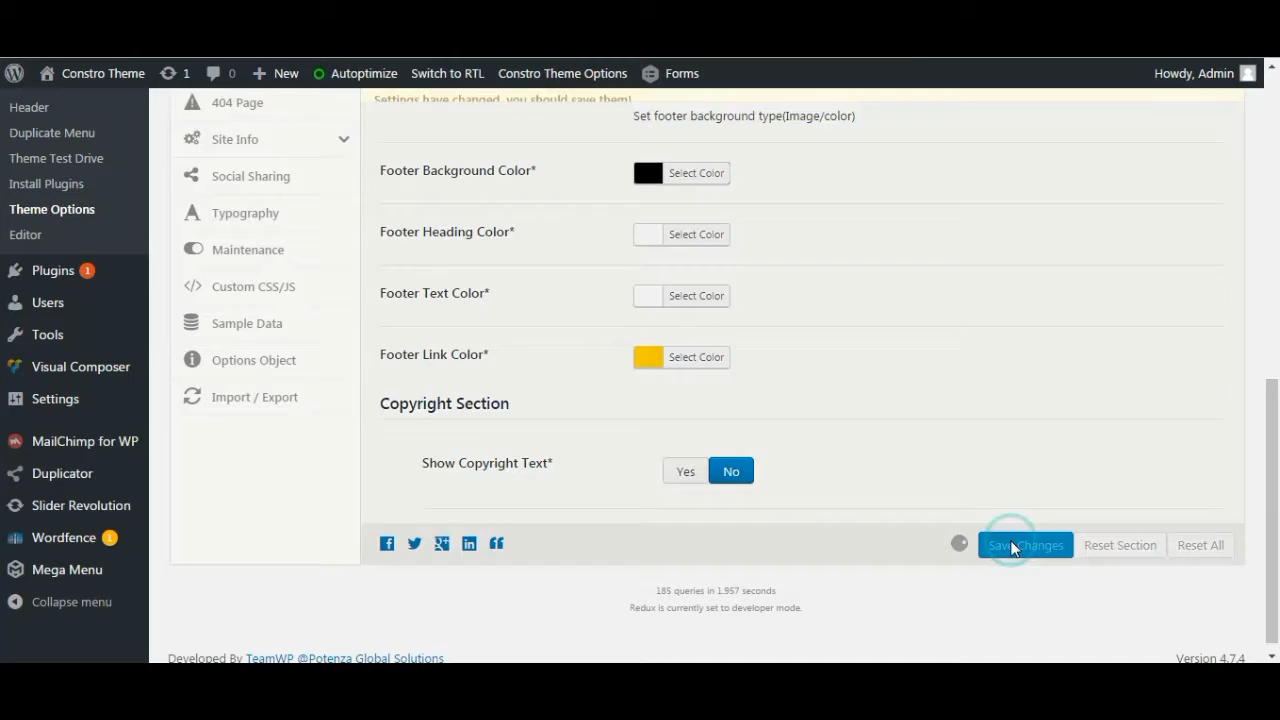 Constro Theme 1 0 New Autoptimize Switch to RTL Constro Theme Options Forms Howdy, Admin
Header
Duplicate Menu
Theme Test Drive
Install Plugins
Theme Options
Editor
Plugins 1
Users
Tools
Visual Composer
Settings
MailChimp for WP
Duplicator
Slider Revolution
Wordfence 1
Mega Menu
Collapse menu
404 Page
Site Info
Social Sharing
Typography
Maintenance
Custom CSS/JS
Sample Data
Options Object
Import / Export
Settings have changed, you should save them!
Set footer background type(Image/color)
Footer Background Color* Select Color
Footer Heading Color* Select Color
Footer Text Color* Select Color
Footer Link Color* Select Color
Copyright Section
Show Copyright Text* Yes No
Save Changes Reset Section Reset All
185 queries in 1.957 seconds
Redux is currently set to developer mode.
Developed By TeamWP @Potenza Global Solutions Version 4.7.4